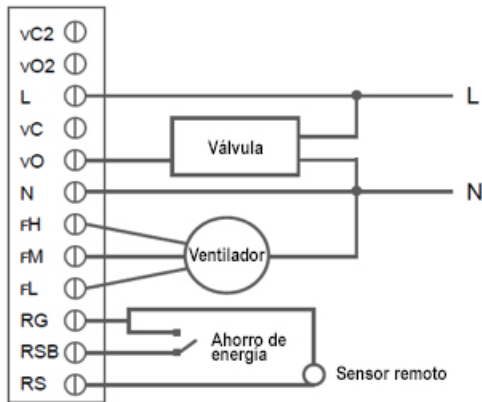 vC2
vO2
L L
vC
vO Válvula
N N
FH
FM Ventilador
FL
RG
RSB Ahorro de
energía
RS Sensor remoto